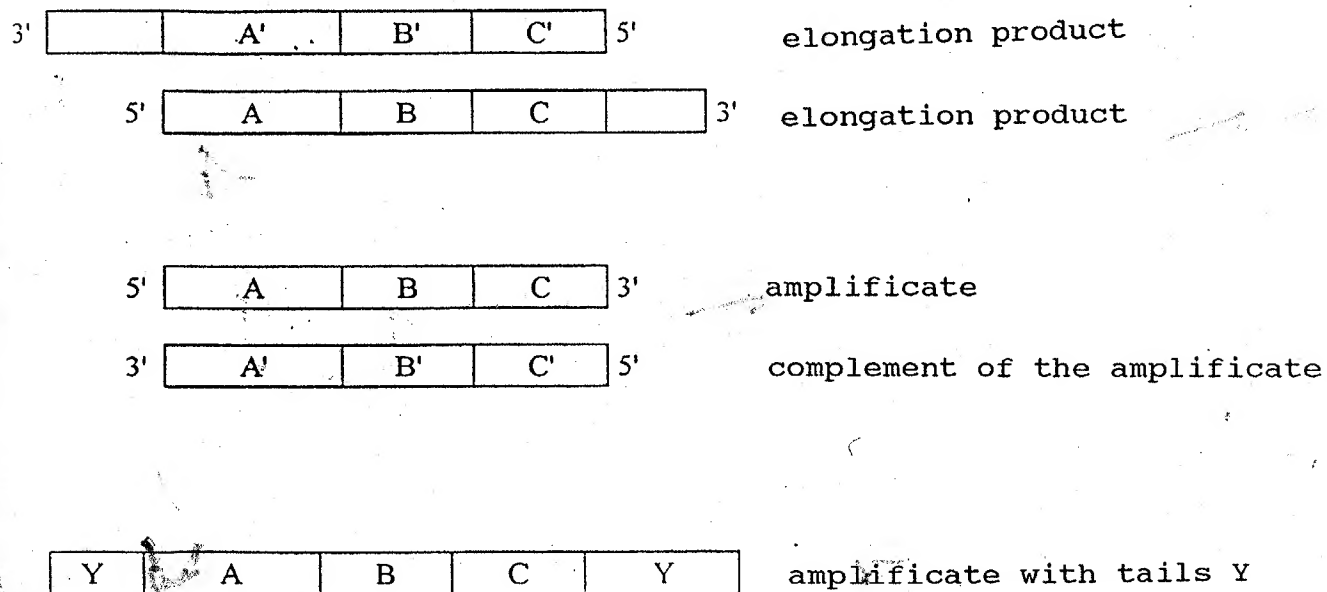 3' A' B' C' 5' elongation product
5' A B C 3' elongation product
5' A B C 3' amplificate
3' A' B' C' 5' complement of the amplificate
Y A B C Y amplificate with tails Y